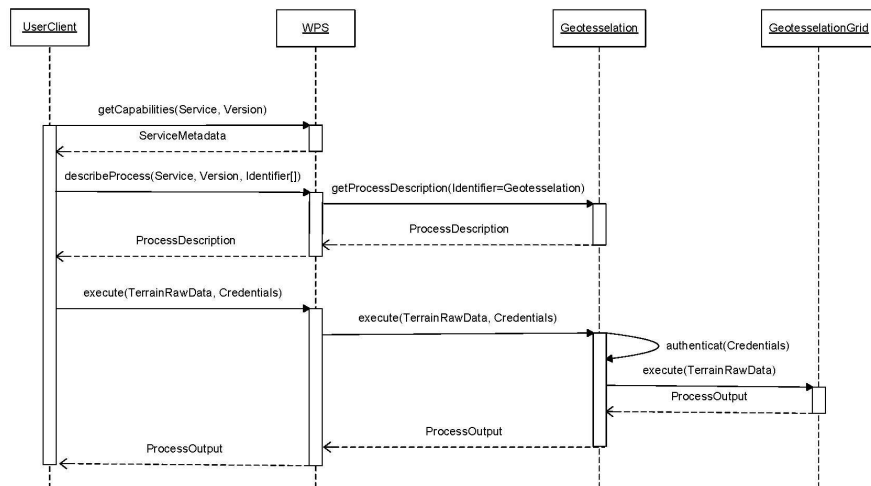 UserClient
WPS
Geotesselation
GeotesselationGrid
getCapabilities(Service, Version)
ServiceMetadata
describeProcess(Service, Version, Identifier[])
getProcessDescription(Identifier=Geotesselation)
ProcessDescription
ProcessDescription
execute(TerrainRawData, Credentials)
execute(TerrainRawData, Credentials)
authenticat(Credentials)
execute(TerrainRawData)
ProcessOutput
ProcessOutput
ProcessOutput